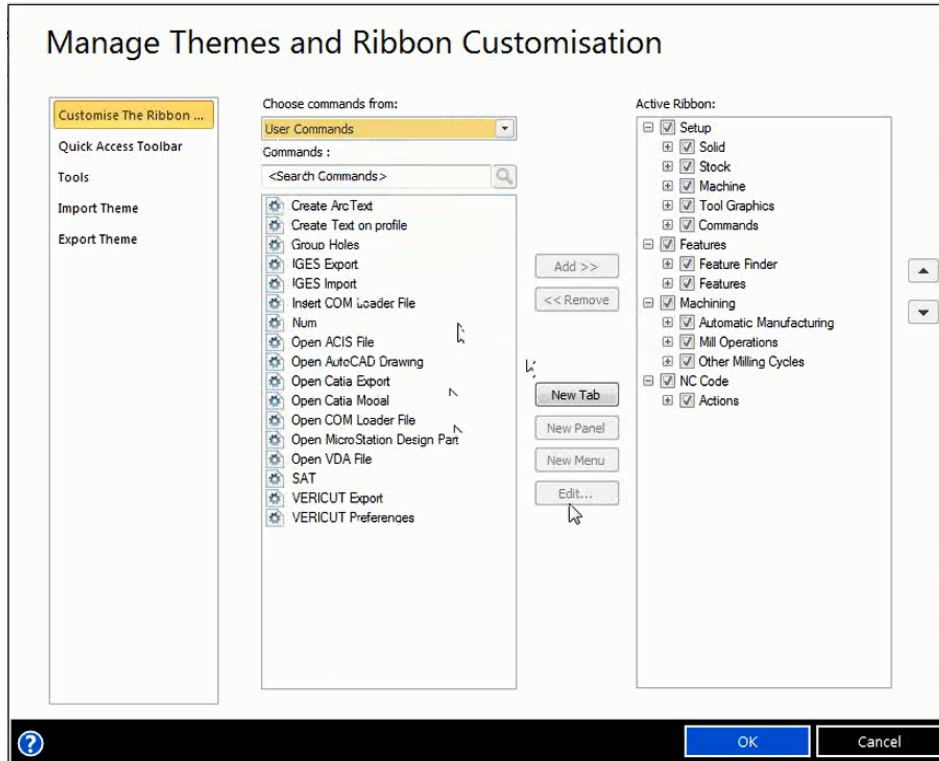 Manage Themes and Ribbon Customisation
Customise The Ribbon ...
Quick Access Toolbar
Tools
Import Theme
Export Theme
Choose commands from:
User Commands
Commands :
<Search Commands>
Create Arc Text
Create Text on profile
Group Holes
IGES Export
IGES Import
Insert COM Loader File
Num
Open ACIS File
Open AutoCAD Drawing
Open Catia Export
Open Catia Modal
Open COM Loader File
Open MicroStation Design Part
Open VDA File
SAT
VERICUT Export
VERICUT Preferences
Add >>
<< Remove
New Tab
New Panel
New Menu
Edit...
Active Ribbon:
Setup
Solid
Stock
Machine
Tool Graphics
Commands
Features
Feature Finder
Features
Machining
Automatic Manufacturing
Mill Operations
Other Milling Cycles
NC Code
Actions
?
OK
Cancel